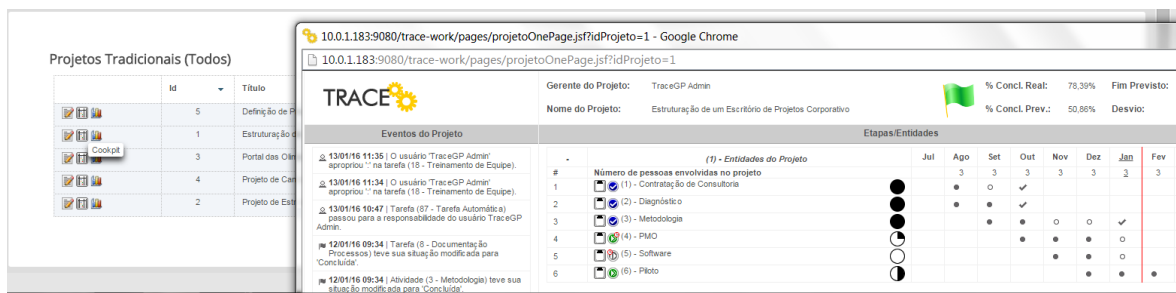 Projetos Tradicionais (Todos)
Id Título
5 Definição de P
1 Estruturação d
3 Portal das Olin
4 Projeto de Can
2 Projeto de Estr
Cookpit
10.0.1.183:9080/trace-work/pages/projetoOnePage.jsf?idProjeto=1 - Google Chrome
10.0.1.183:9080/trace-work/pages/projetoOnePage.jsf?idProjeto=1
TRACE
Gerente do Projeto: TraceGP Admin % Concl. Real: 78,39% Fim Previsto:
Nome do Projeto: Estruturação de um Escritório de Projetos Corporativo % Concl. Prev.: 50,86% Desvio:
Eventos do Projeto
13/01/16 11:35 | O usuário 'TraceGP Admin'
apropriou '.' na tarefa (18 - Treinamento de Equipe).
13/01/16 11:34 | O usuário 'TraceGP Admin'
apropriou '.' na tarefa (18 - Treinamento de Equipe).
13/01/16 10:47 | Tarefa (87 - Tarefa Automática)
passou para a responsabilidade do usuário TraceGP
Admin.
12/01/16 09:34 | Tarefa (8 - Documentação
Processos) teve sua situação modificada para
'Concluída'.
12/01/16 09:34 | Atividade (3 - Metodologia) teve sua
situação modificada para 'Concluída'.
Etapas/Entidades
- (1) - Entidades do Projeto Jul Ago Set Out Nov Dez Jan Fev
# Número de pessoas envolvidas no projeto 3 3 3 3 3 3 3
1 (1) - Contratação de Consultoria
2 (2) - Diagnóstico
3 (3) - Metodologia
4 (4) - PMO
5 (5) - Software
6 (6) - Piloto